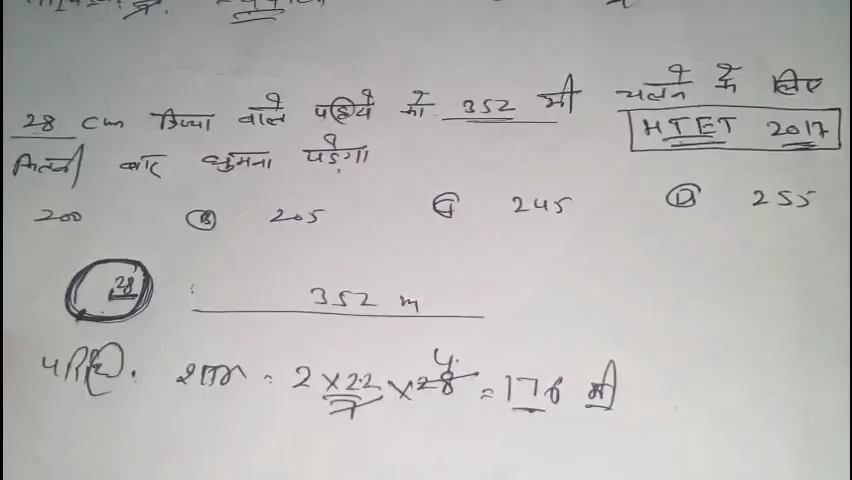 28 cm त्रिज्या वाले पहिये को 352 मी चलने के लिए
कितनी बार घुमना पड़ेगा
HTET 2017
200 B 205 C 245 D 255
28 352 m
परिधि. 2πr = 2 × 22/7 × 28 4 = 176 मी